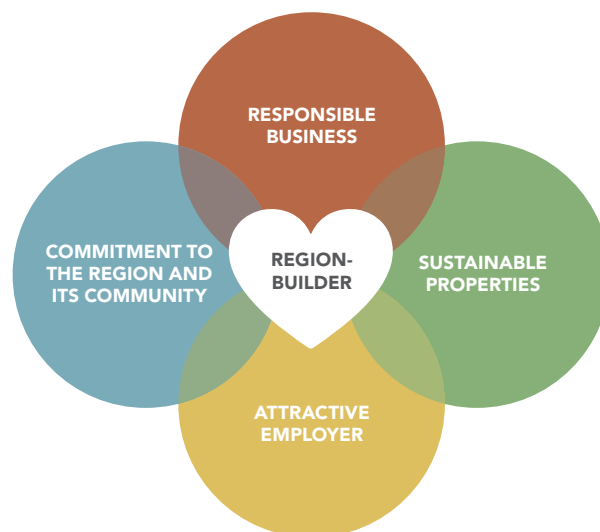 RESPONSIBLE
BUSINESS
COMMITMENT TO
THE REGION AND
ITS COMMUNITY
REGION-
BUILDER
SUSTAINABLE
PROPERTIES
ATTRACTIVE
EMPLOYER